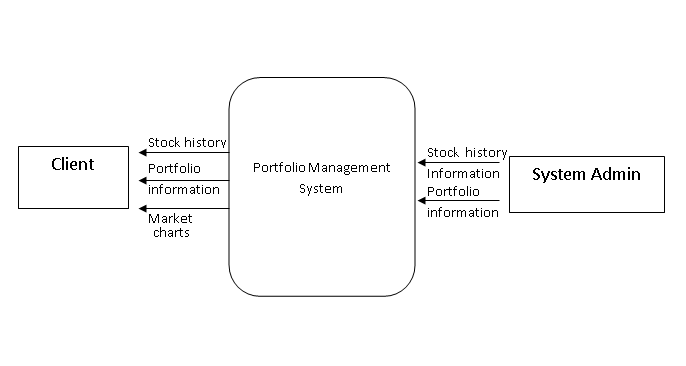 Client
Stock history
Portfolio
information
Market
charts
Portfolio Management
System
Stock history
Information
Portfolio
information
System Admin